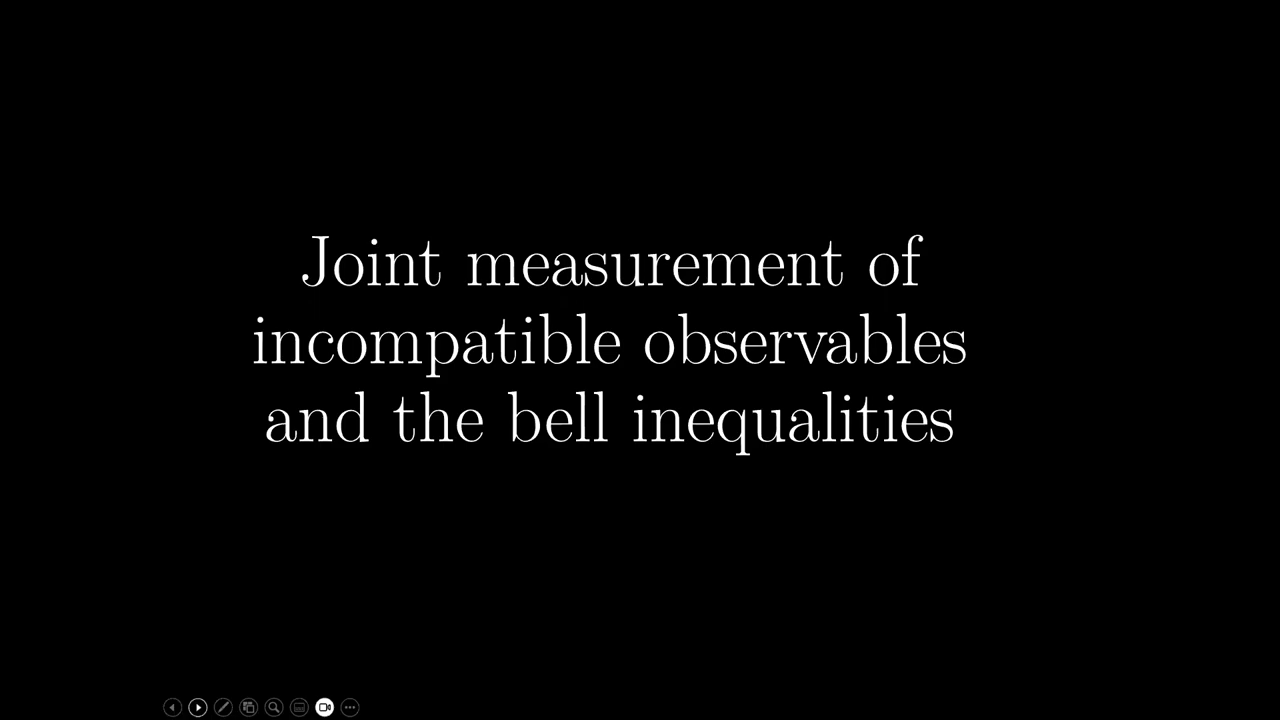 Joint measurement of
incompatible observables
and the bell inequalities